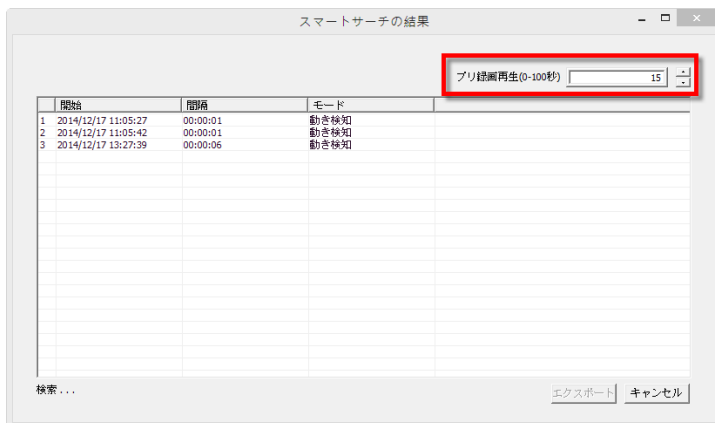 スマートサーチの結果
プリ録画再生(0-100秒) 15
開始 間隔 モード
1 2014/12/17 11:05:27 00:00:01 動き検知
2 2014/12/17 11:05:42 00:00:01 動き検知
3 2014/12/17 13:27:39 00:00:06 動き検知
検索... エクスポート キャンセル